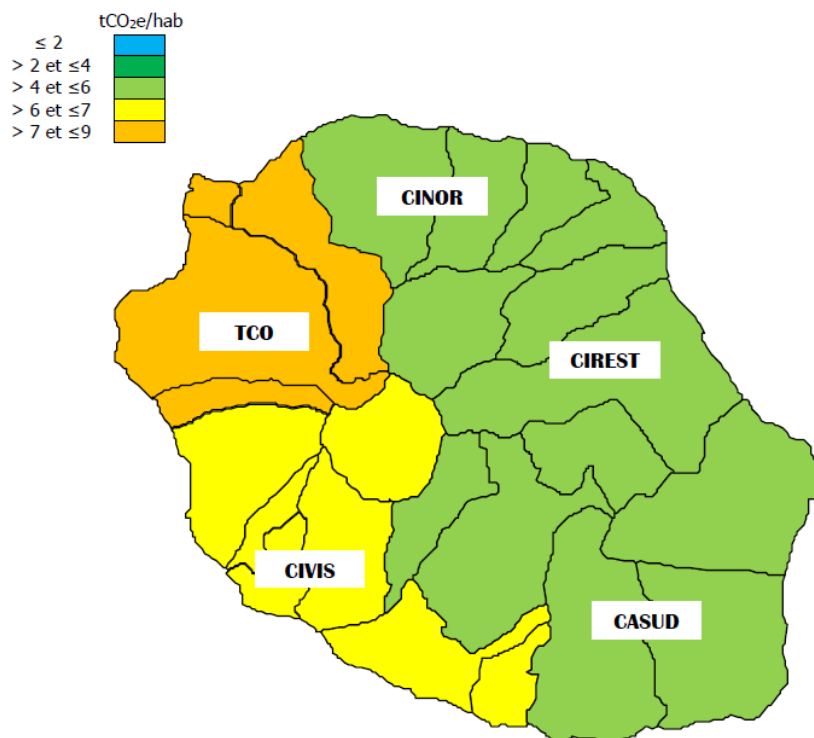 tCO₂e/hab
≤ 2
> 2 et ≤4
> 4 et ≤6
> 6 et ≤7
> 7 et ≤9
CINOR
TCO
CIREST
CIVIS
CASUD